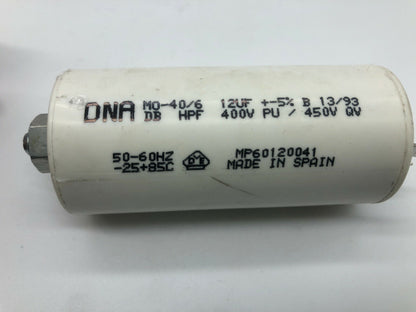 DNA MO-40/6 12UF +-5% B 13/93
DB HPF 400V PU / 450V QV
50-60HZ MP60120041
-25+85C MADE IN SPAIN